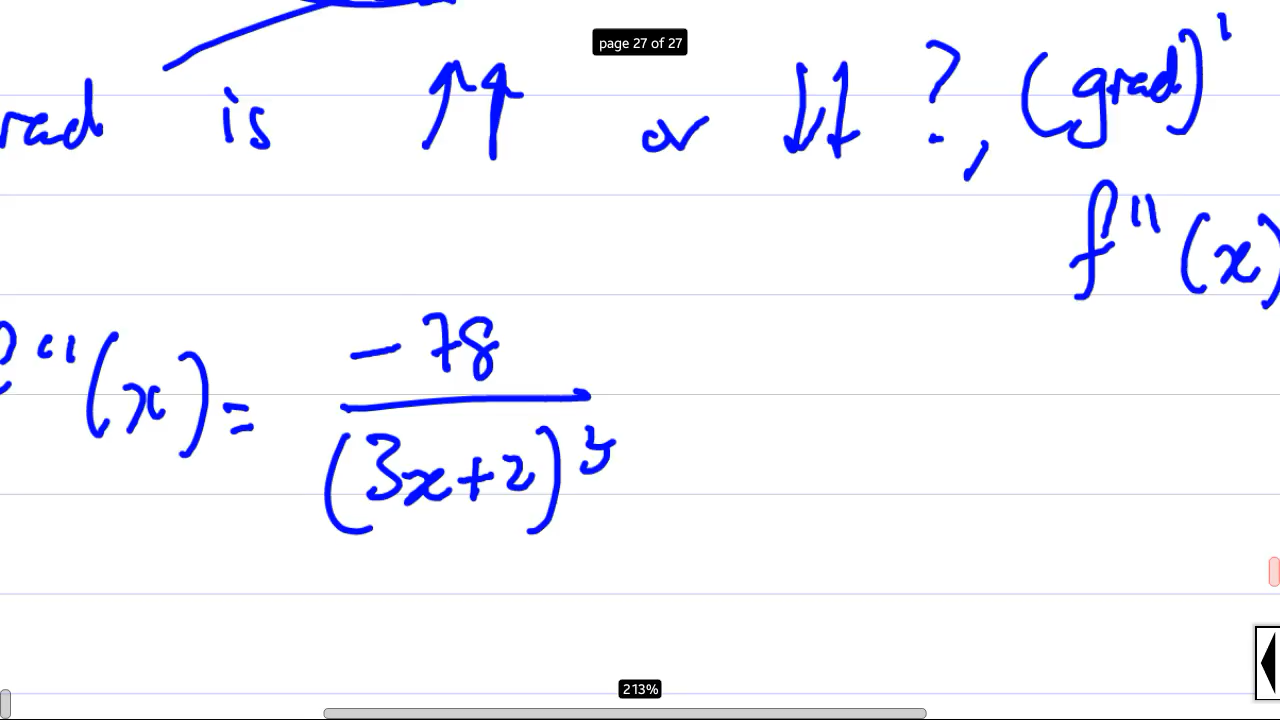 page 27 of 27
rad is ↑↑ or ↓↓ ?, (grad)'
f''(x)
''(x) = -78 / (3x+2)³
213%